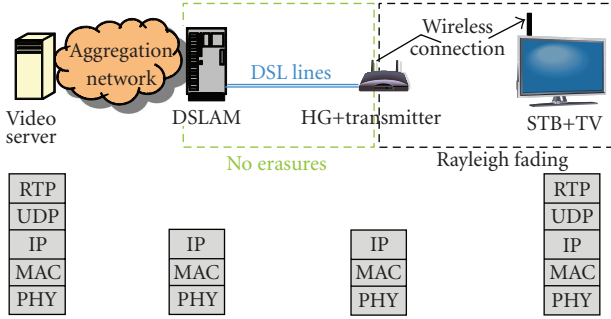 Wireless
connection
Aggregation
network
DSL lines
Video
server
DSLAM
HG+transmitter
STB+TV
No erasures
Rayleigh fading
RTP
UDP
IP
MAC
PHY
IP
MAC
PHY
IP
MAC
PHY
RTP
UDP
IP
MAC
PHY